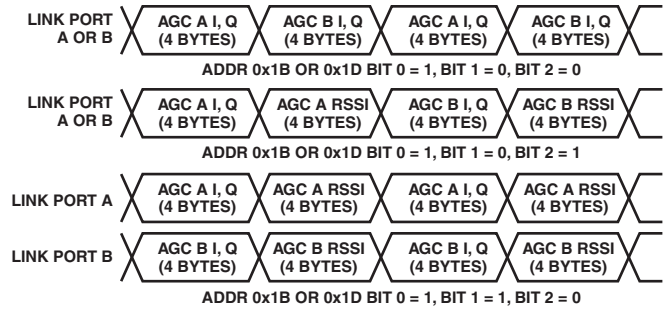 LINK PORT A OR B
AGC A I, Q (4 BYTES)
AGC B I, Q (4 BYTES)
AGC A I, Q (4 BYTES)
AGC B I, Q (4 BYTES)
ADDR 0x1B OR 0x1D BIT 0 = 1, BIT 1 = 0, BIT 2 = 0
LINK PORT A OR B
AGC A I, Q (4 BYTES)
AGC A RSSI (4 BYTES)
AGC B I, Q (4 BYTES)
AGC B RSSI (4 BYTES)
ADDR 0x1B OR 0x1D BIT 0 = 1, BIT 1 = 0, BIT 2 = 1
LINK PORT A
AGC A I, Q (4 BYTES)
AGC A RSSI (4 BYTES)
AGC A I, Q (4 BYTES)
AGC A RSSI (4 BYTES)
LINK PORT B
AGC B I, Q (4 BYTES)
AGC B RSSI (4 BYTES)
AGC B I, Q (4 BYTES)
AGC B RSSI (4 BYTES)
ADDR 0x1B OR 0x1D BIT 0 = 1, BIT 1 = 1, BIT 2 = 0